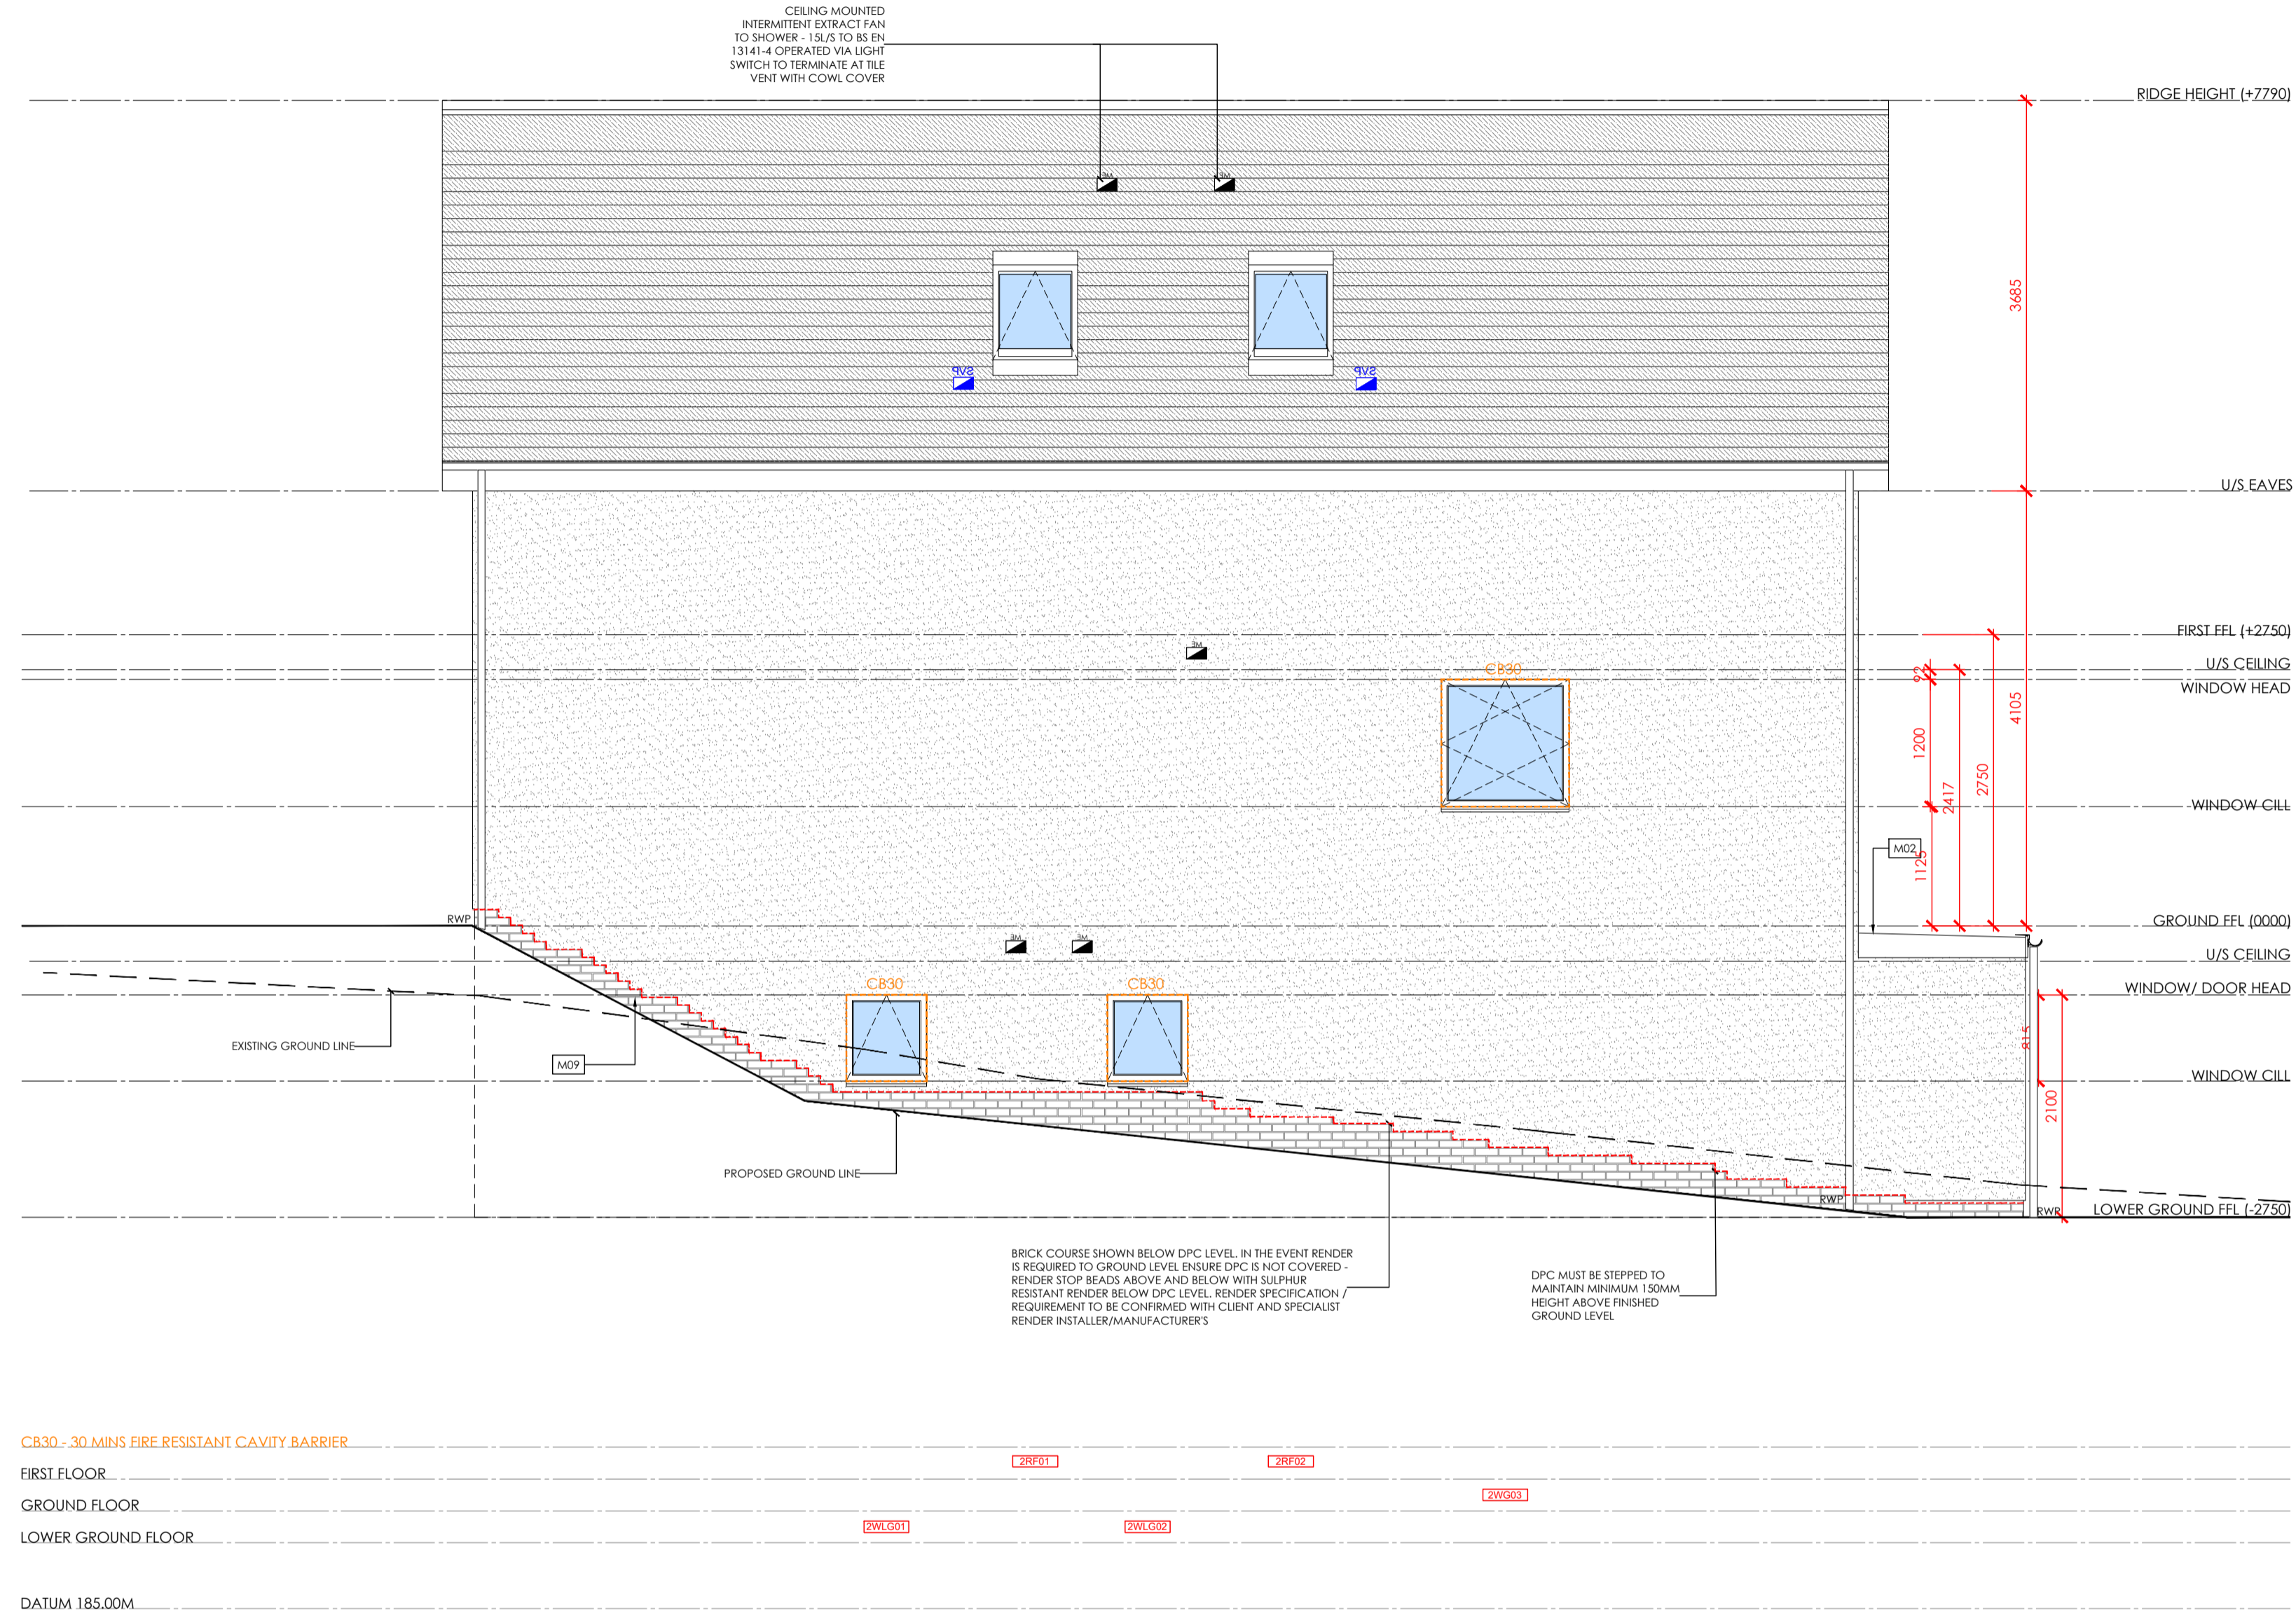 CEILING MOUNTED
INTERMITTENT EXTRACT FAN
TO SHOWER - 15L/S TO BS EN
13141-4 OPERATED VIA LIGHT
SWITCH TO TERMINATE AT TILE
VENT WITH COWL COVER
RIDGE HEIGHT (+7790)
ME
ME
3685
SVP
SVP
U/S EAVES
FIRST FFL (+2750)
ME
U/S CEILING
CB30
92
WINDOW HEAD
4105
1200
2750
2417
WINDOW CILL
M02
1125
RWP
GROUND FFL (0000)
ME
ME
U/S CEILING
CB30
CB30
WINDOW/ DOOR HEAD
EXISTING GROUND LINE
815
M09
WINDOW CILL
2100
PROPOSED GROUND LINE
RWP
RWP
LOWER GROUND FFL (-2750)
BRICK COURSE SHOWN BELOW DPC LEVEL. IN THE EVENT RENDER
IS REQUIRED TO GROUND LEVEL ENSURE DPC IS NOT COVERED -
RENDER STOP BEADS ABOVE AND BELOW WITH SULPHUR
RESISTANT RENDER BELOW DPC LEVEL. RENDER SPECIFICATION /
REQUIREMENT TO BE CONFIRMED WITH CLIENT AND SPECIALIST
RENDER INSTALLER/MANUFACTURER'S
DPC MUST BE STEPPED TO
MAINTAIN MINIMUM 150MM
HEIGHT ABOVE FINISHED
GROUND LEVEL
CB30 - 30 MINS FIRE RESISTANT CAVITY BARRIER
2RF01
2RF02
FIRST FLOOR
2WG03
GROUND FLOOR
2WLG01
2WLG02
LOWER GROUND FLOOR
DATUM 185.00M